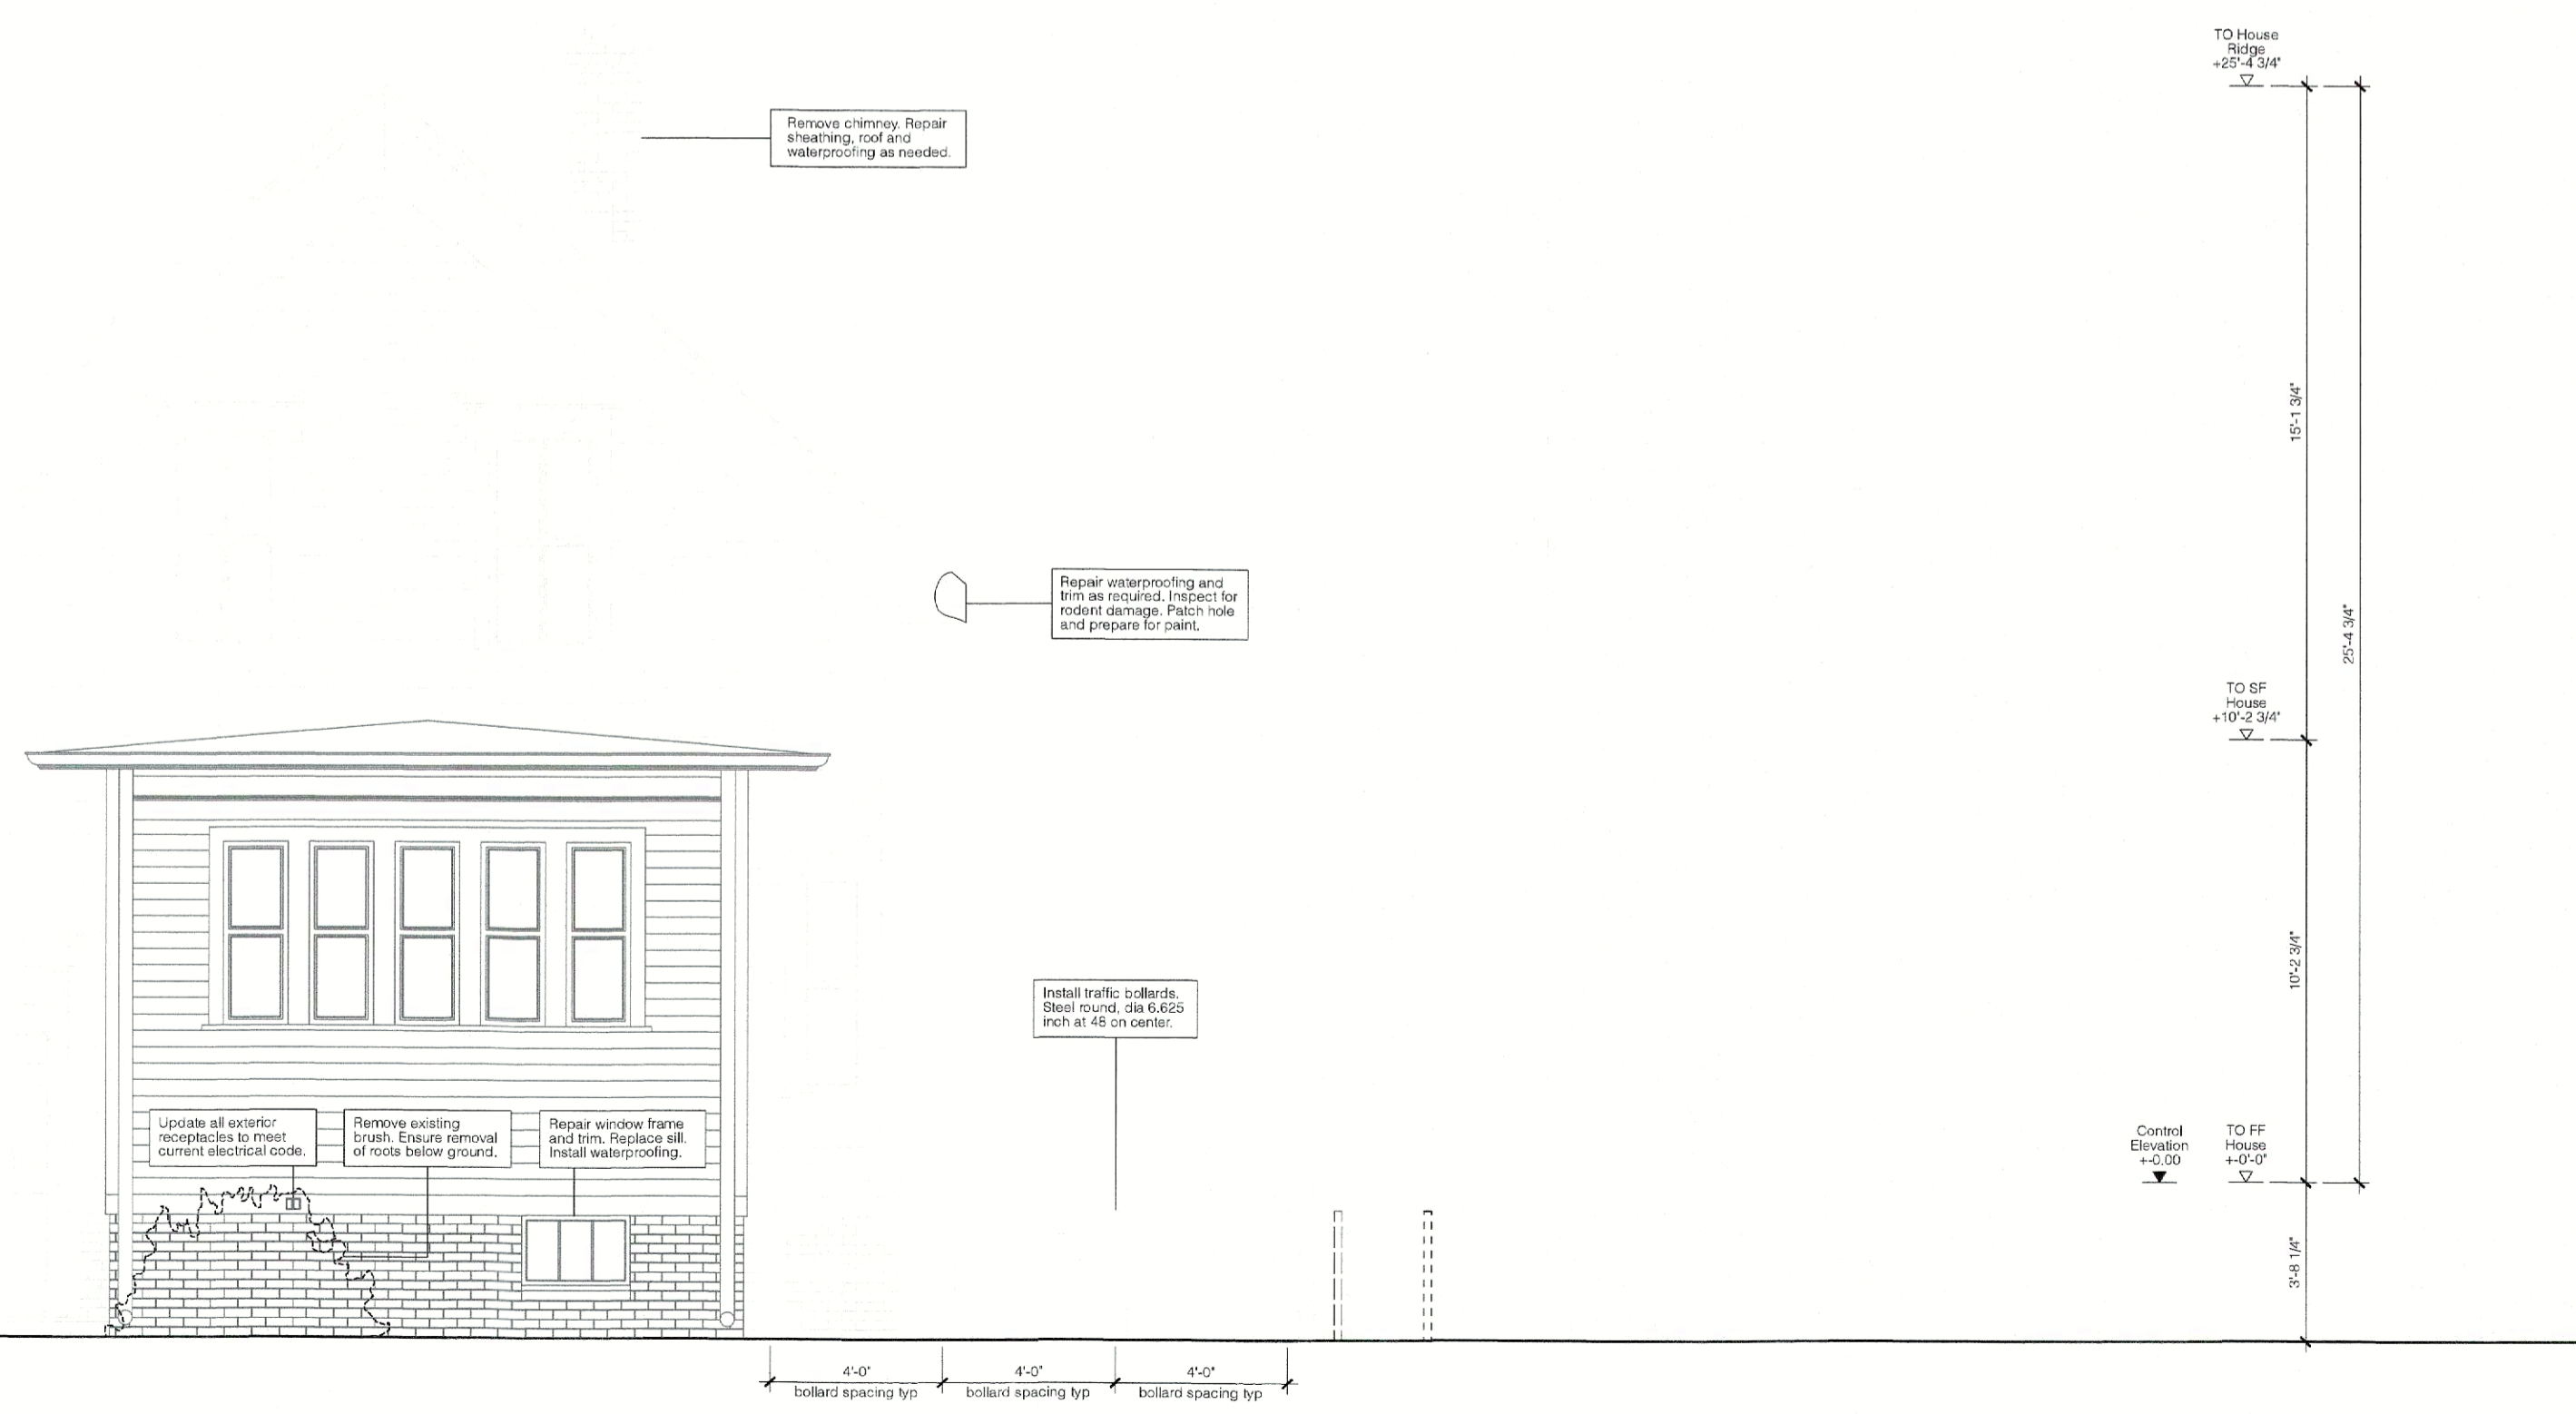 TO House
Ridge
+25'-4 3/4"
Remove chimney. Repair
sheathing, roof and
waterproofing as needed.
15'-1 3/4"
Repair waterproofing and
trim as required. Inspect for
rodent damage. Patch hole
and prepare for paint.
25'-4 3/4"
TO SF
House
+10'-2 3/4"
10'-2 3/4"
Install traffic bollards.
Steel round, dia 6.625
inch at 48 on center.
Update all exterior
receptacles to meet
current electrical code.
Remove existing
brush. Ensure removal
of roots below ground.
Repair window frame
and trim. Replace sill.
Install waterproofing.
Control
Elevation
+-0.00
TO FF
House
+-0'-0"
3'-8 1/4"
4'-0"
bollard spacing typ
4'-0"
bollard spacing typ
4'-0"
bollard spacing typ